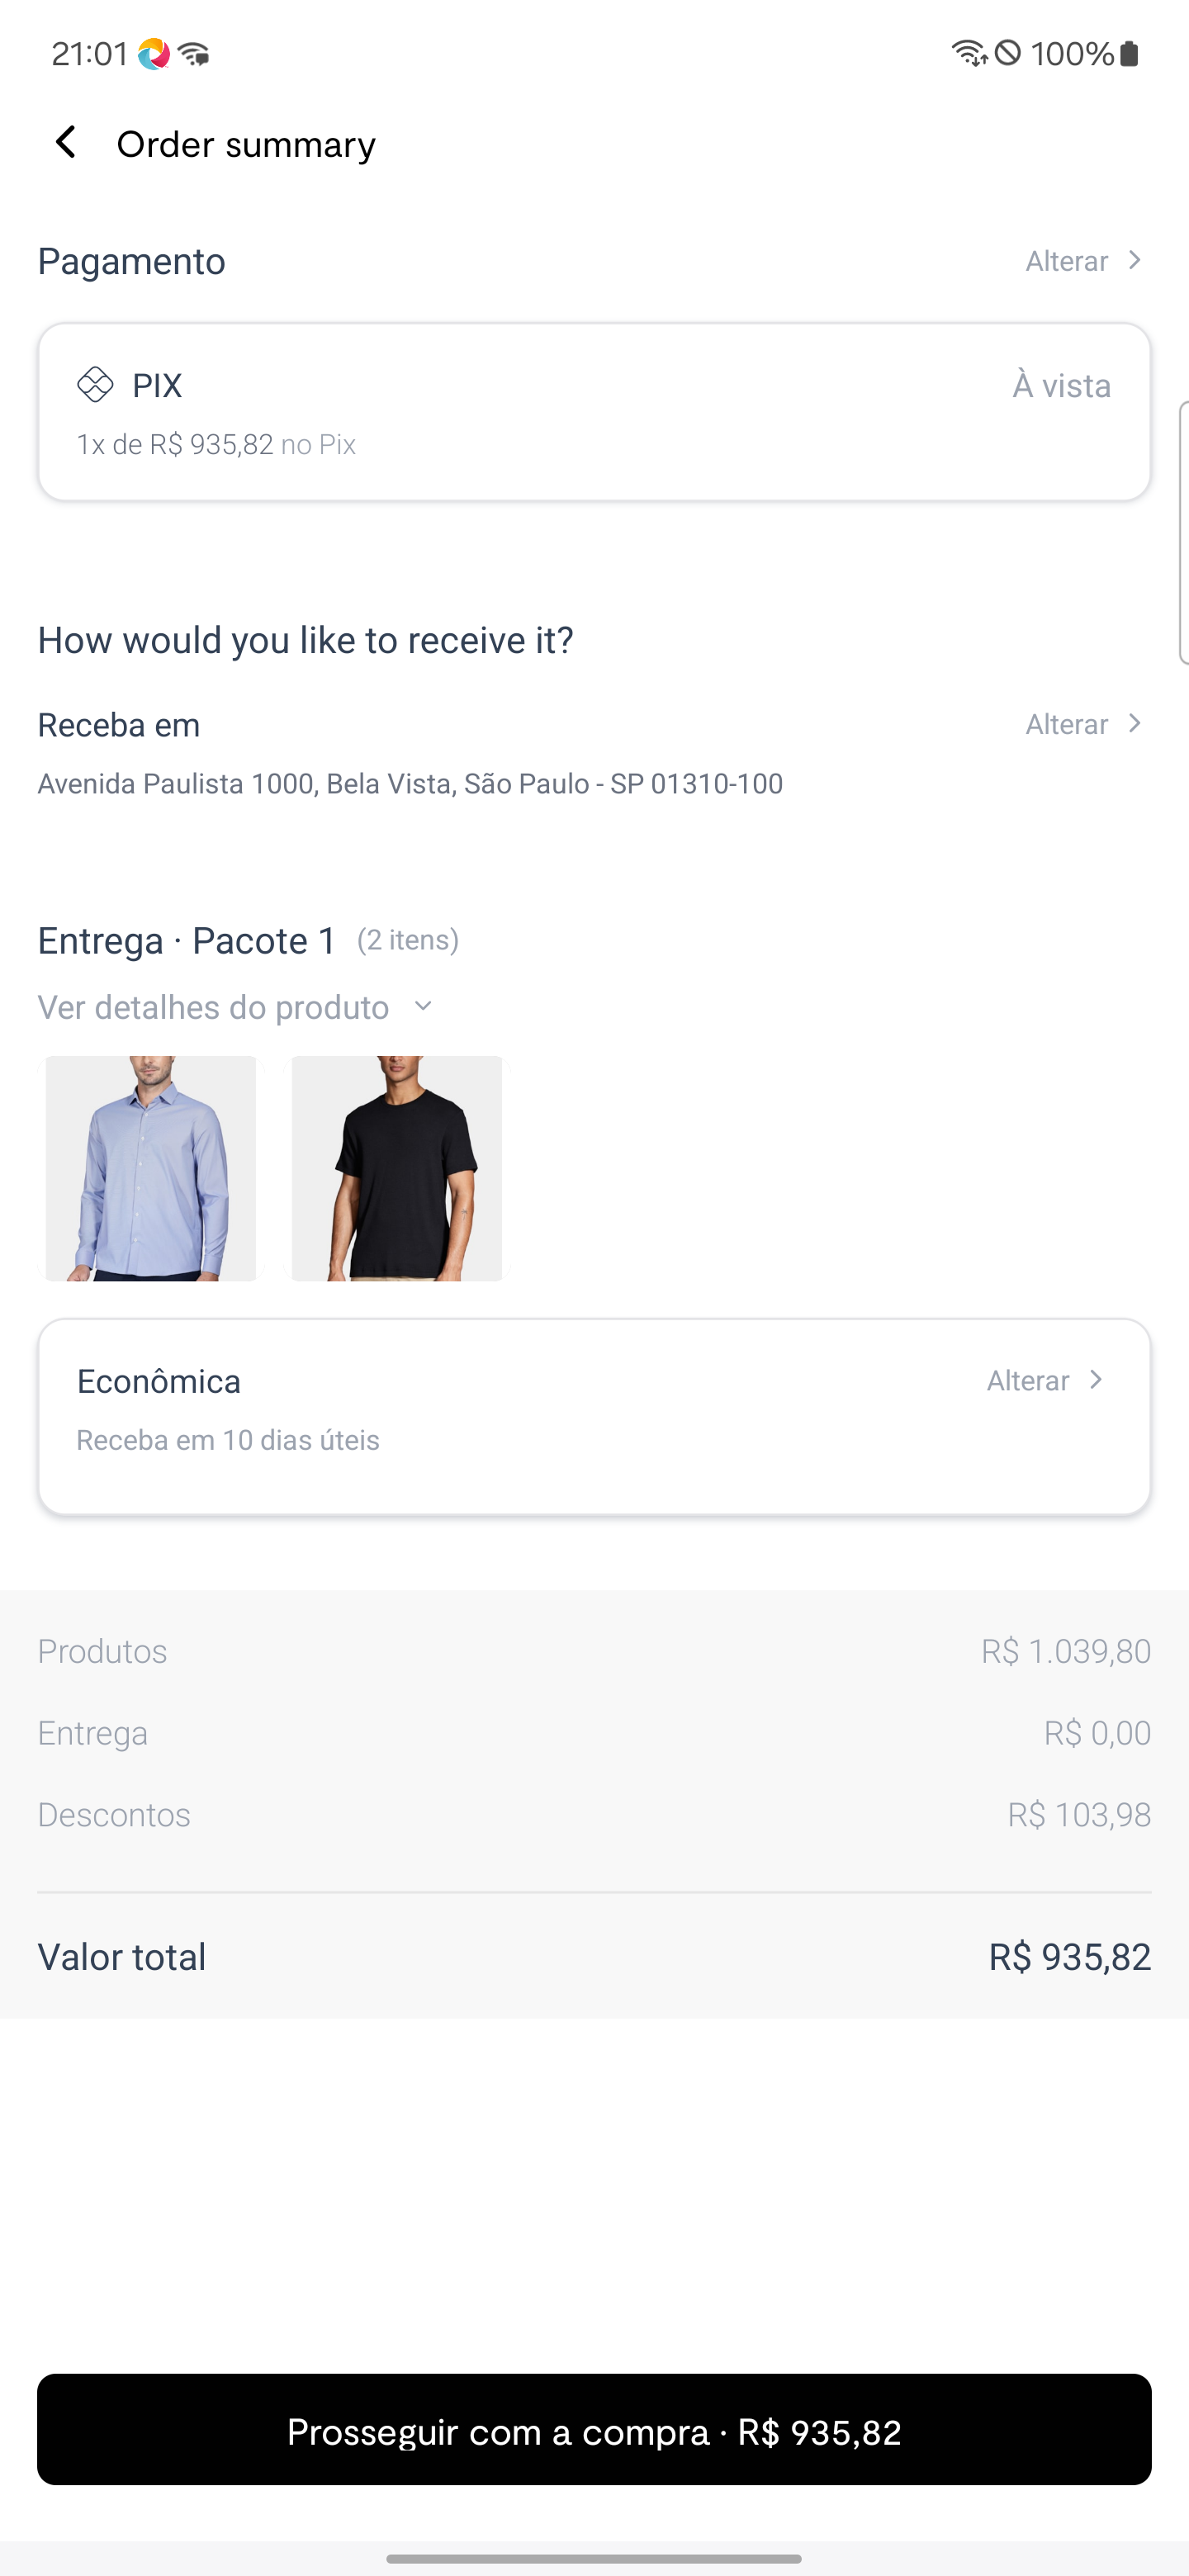 21:01 100%
Order summary
Pagamento Alterar
PIX À vista
1x de R$ 935,82 no Pix
How would you like to receive it?
Receba em Alterar
Avenida Paulista 1000, Bela Vista, São Paulo - SP 01310-100
Entrega · Pacote 1 (2 itens)
Ver detalhes do produto
Econômica Alterar
Receba em 10 dias úteis
Produtos R$ 1.039,80
Entrega R$ 0,00
Descontos R$ 103,98
Valor total R$ 935,82
Prosseguir com a compra · R$ 935,82